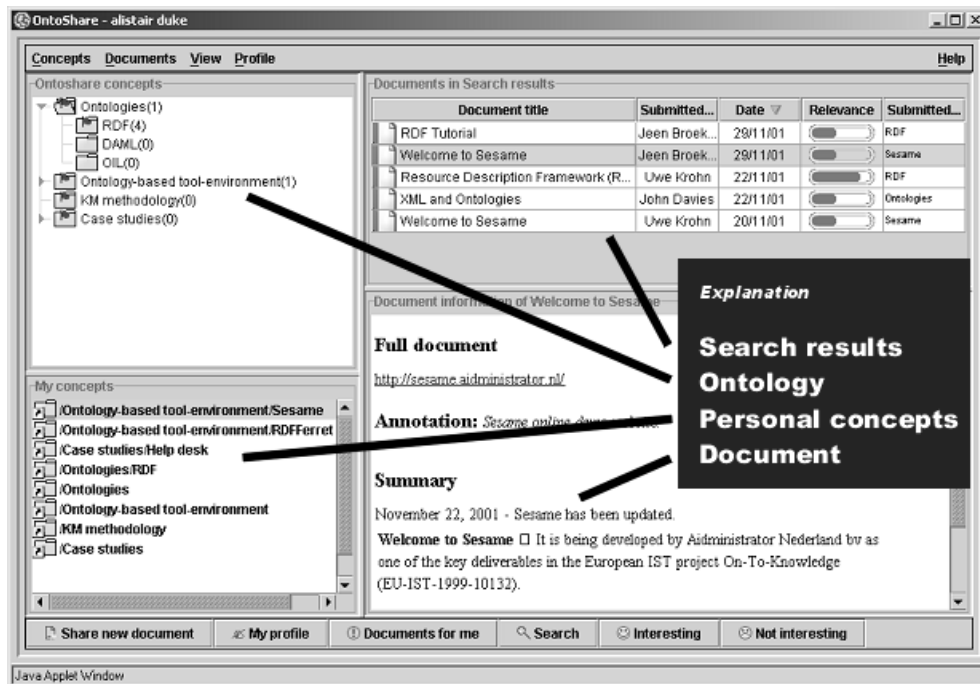 OntoShare - alistair duke
Concepts Documents View Profile Help
Ontoshare concepts
Ontologies(1)
RDF(4)
DAML(0)
OIL(0)
Ontology-based tool-environment(1)
KM methodology(0)
Case studies(0)
Documents in Search results
Document title Submitted... Date Relevance Submitted...
RDF Tutorial Jeen Broek... 29/11/01 RDF
Welcome to Sesame Jeen Broek... 29/11/01 Sesame
Resource Description Framework (R... Uwe Krohn 22/11/01 RDF
XML and Ontologies John Davies 22/11/01 Ontologies
Welcome to Sesame Uwe Krohn 20/11/01 Sesame
Explanation
Search results
Ontology
Personal concepts
Document
Document information of Welcome to Sesame
Full document
http://sesame.aidministrator.nl/
Annotation: Sesame online
Summary
November 22, 2001 - Sesame has been updated.
Welcome to Sesame □ It is being developed by Aidministrator Nederland bv as
one of the key deliverables in the European IST project On-To-Knowledge
(EU-IST-1999-10132).
My concepts
/Ontology-based tool-environment/Sesame
/Ontology-based tool-environment/RDFFerret
/Case studies/Help desk
/Ontologies/RDF
/Ontologies
/Ontology-based tool-environment
/KM methodology
/Case studies
Share new document My profile Documents for me Search Interesting Not interesting
Java Applet Window